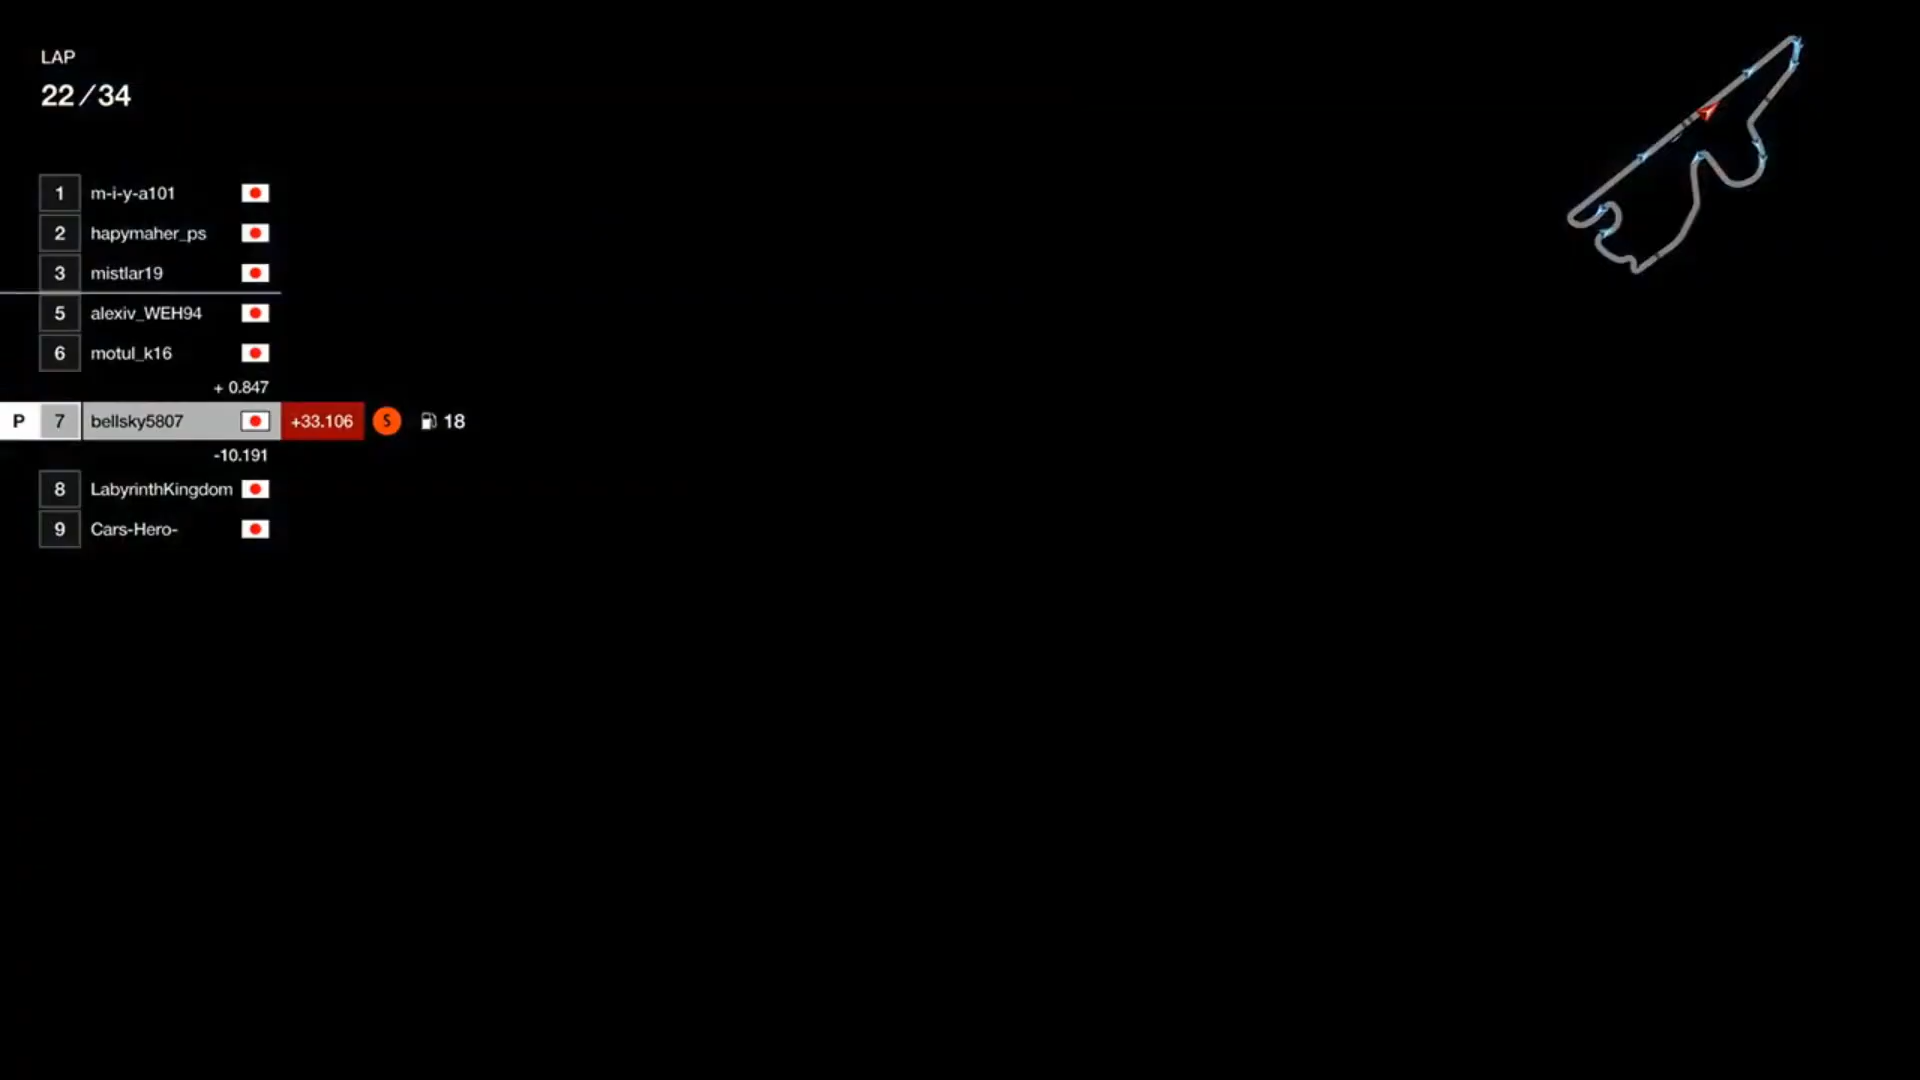 LAP
22/34
1 m-i-y-a101
2 hapymaher_ps
3 mistlar19
5 alexiv_WEH94
6 motul_k16
+ 0.847
P 7 bellsky5807 +33.106 S 18
-10.191
8 LabyrinthKingdom
9 Cars-Hero-